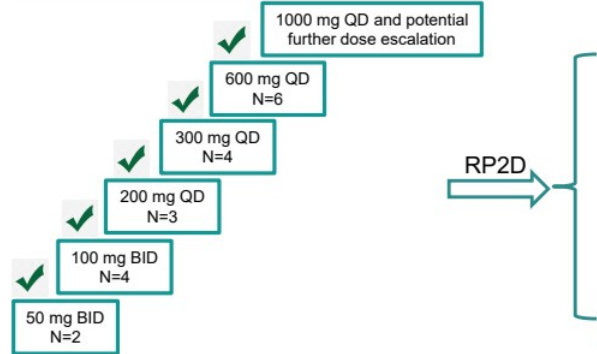 1000 mg QD and potential
further dose escalation
600 mg QD
N=6
300 mg QD
N=4
RP2D
200 mg QD
N=3
100 mg BID
N=4
50 mg BID
N=2